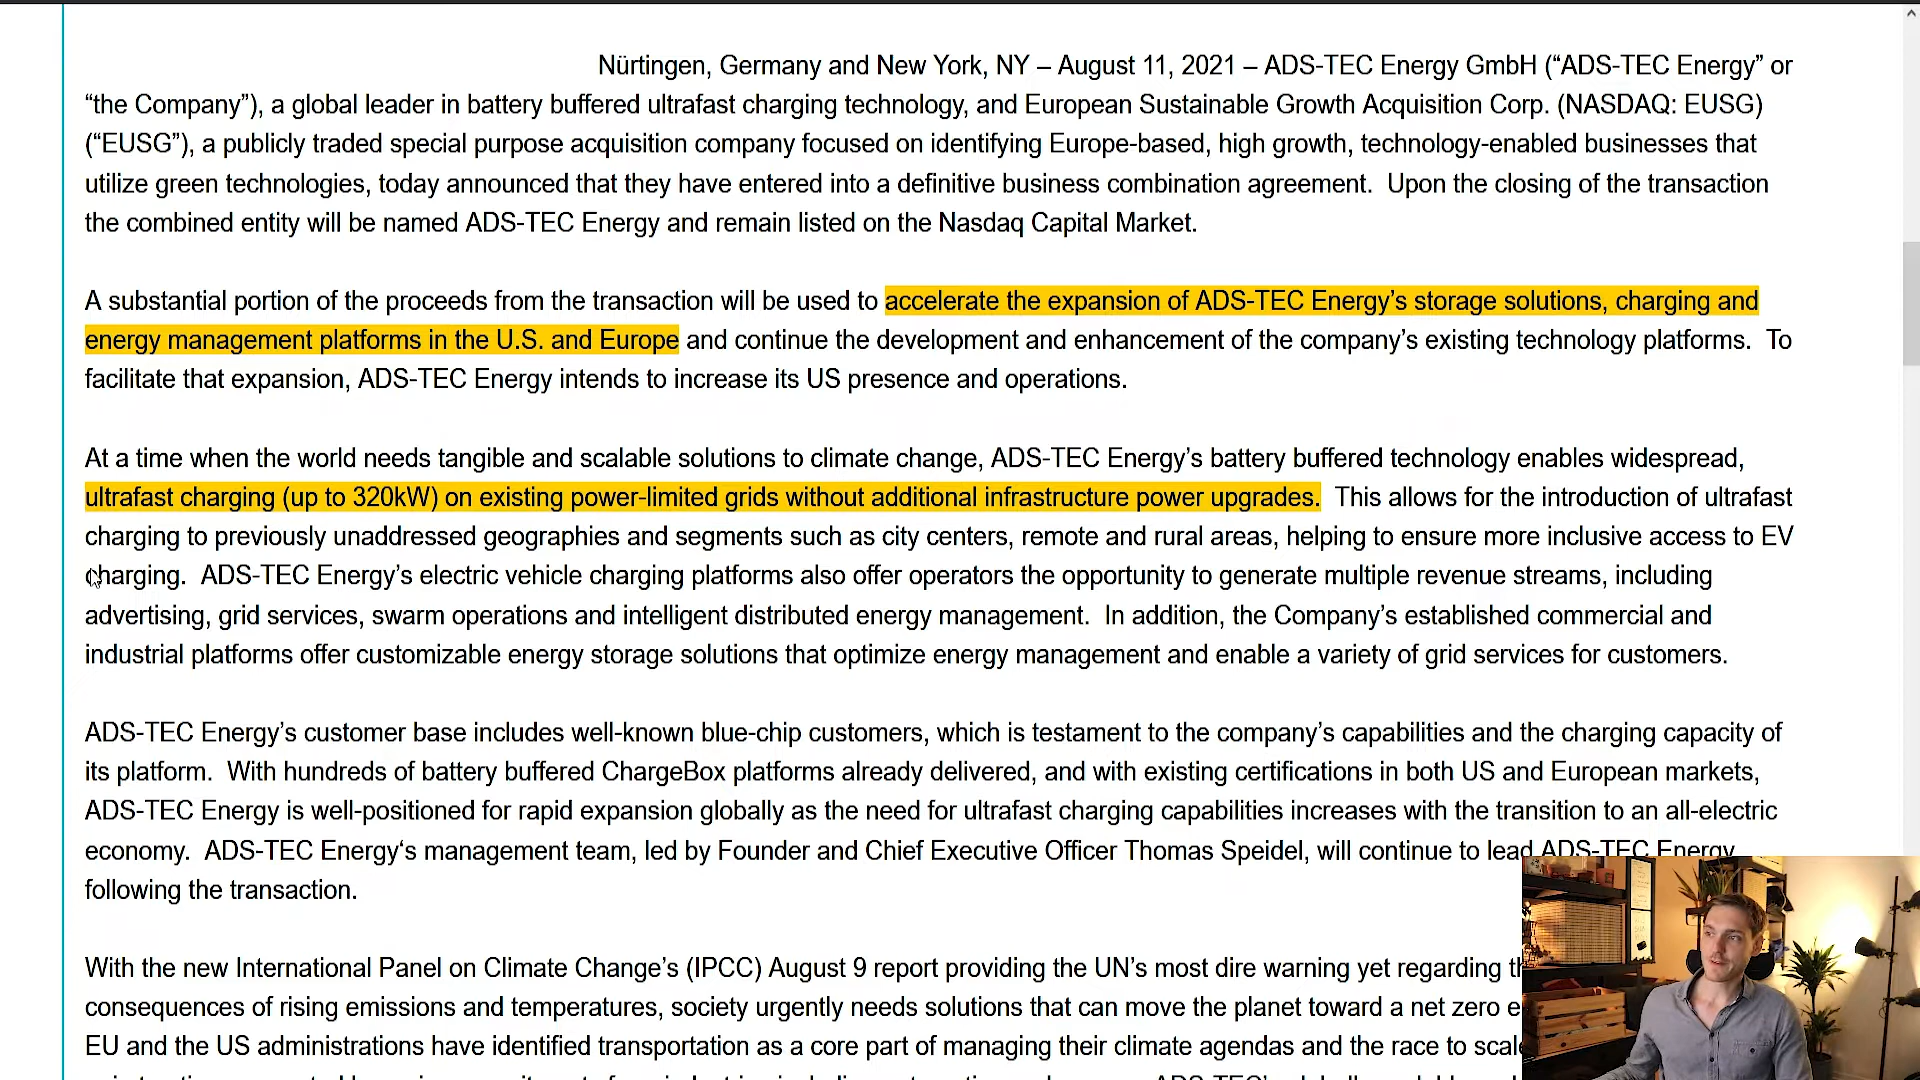 Nürtingen, Germany and New York, NY – August 11, 2021 – ADS-TEC Energy GmbH (“ADS-TEC Energy” or
“the Company”), a global leader in battery buffered ultrafast charging technology, and European Sustainable Growth Acquisition Corp. (NASDAQ: EUSG)
(“EUSG”), a publicly traded special purpose acquisition company focused on identifying Europe-based, high growth, technology-enabled businesses that
utilize green technologies, today announced that they have entered into a definitive business combination agreement.  Upon the closing of the transaction
the combined entity will be named ADS-TEC Energy and remain listed on the Nasdaq Capital Market.
A substantial portion of the proceeds from the transaction will be used to accelerate the expansion of ADS-TEC Energy’s storage solutions, charging and
energy management platforms in the U.S. and Europe and continue the development and enhancement of the company’s existing technology platforms.  To
facilitate that expansion, ADS-TEC Energy intends to increase its US presence and operations.
At a time when the world needs tangible and scalable solutions to climate change, ADS-TEC Energy’s battery buffered technology enables widespread,
ultrafast charging (up to 320kW) on existing power-limited grids without additional infrastructure power upgrades.  This allows for the introduction of ultrafast
charging to previously unaddressed geographies and segments such as city centers, remote and rural areas, helping to ensure more inclusive access to EV
charging.  ADS-TEC Energy’s electric vehicle charging platforms also offer operators the opportunity to generate multiple revenue streams, including
advertising, grid services, swarm operations and intelligent distributed energy management.  In addition, the Company’s established commercial and
industrial platforms offer customizable energy storage solutions that optimize energy management and enable a variety of grid services for customers.
ADS-TEC Energy’s customer base includes well-known blue-chip customers, which is testament to the company’s capabilities and the charging capacity of
its platform.  With hundreds of battery buffered ChargeBox platforms already delivered, and with existing certifications in both US and European markets,
ADS-TEC Energy is well-positioned for rapid expansion globally as the need for ultrafast charging capabilities increases with the transition to an all-electric
economy.  ADS-TEC Energy‘s management team, led by Founder and Chief Executive Officer Thomas Speidel, will continue to lead ADS-TEC Energy
following the transaction.
With the new International Panel on Climate Change’s (IPCC) August 9 report providing the UN’s most dire warning yet regarding
consequences of rising emissions and temperatures, society urgently needs solutions that can move the planet toward a net zero
EU and the US administrations have identified transportation as a core part of managing their climate agendas and the race to